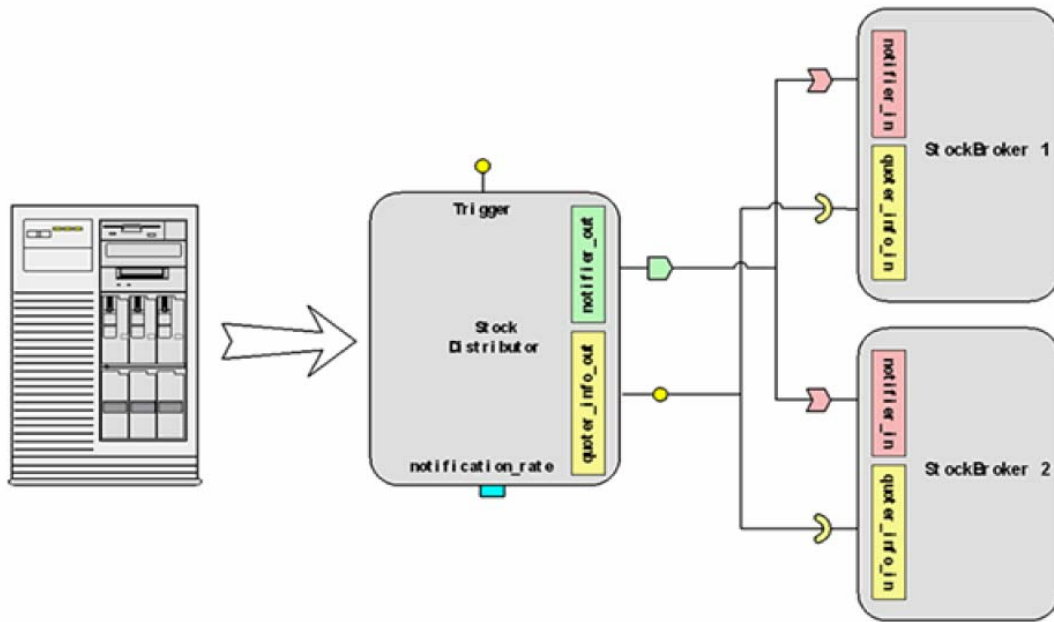 Trigger
notifier_out
Stock
Distributor
quoter_info_out
notification_rate
notifier_in
StockBroker 1
quoter_info_in
notifier_in
StockBroker 2
quoter_info_in